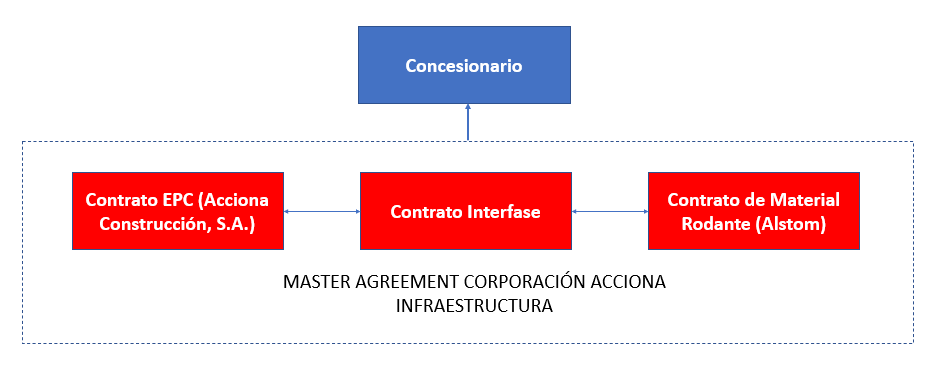 Concesionario
Contrato EPC (Acciona
Construcción, S.A.)
Contrato Interfase
Contrato de Material
Rodante (Alstom)
MASTER AGREEMENT CORPORACIÓN ACCIONA
INFRAESTRUCTURA